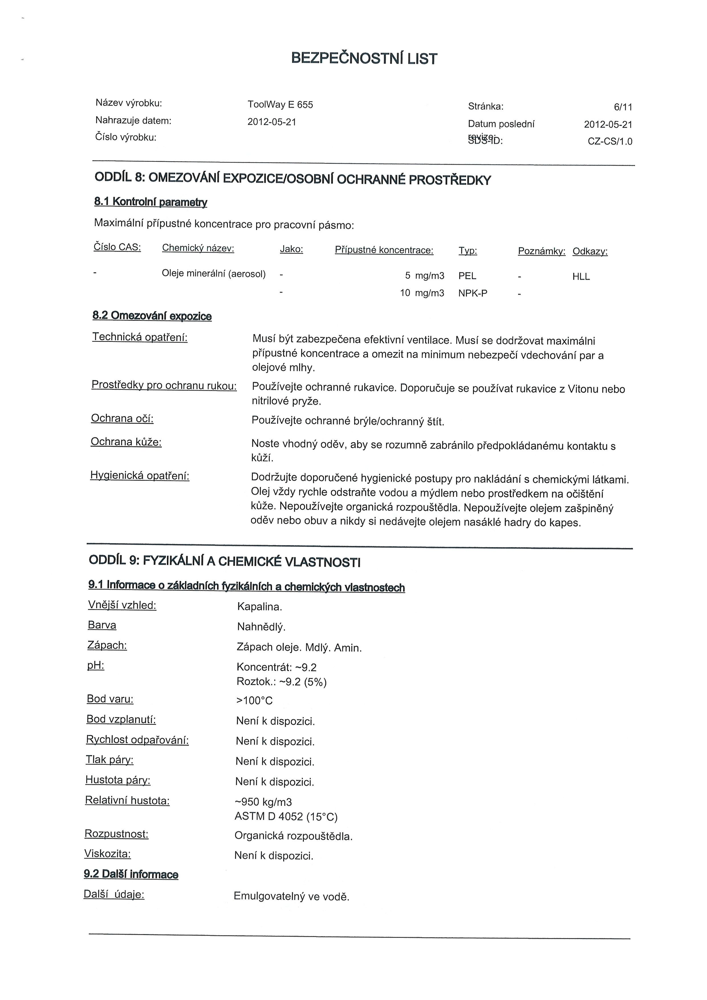 BEZPEČNOSTNÍ LIST
Název výrobku: ToolWay E 655 Stránka: 6/11
Nahrazuje datem: 2012-05-21 Datum poslední revize: 2012-05-21
Číslo výrobku: SDS-ID: CZ-CS/1.0
ODDÍL 8: OMEZOVÁNÍ EXPOZICE/OSOBNÍ OCHRANNÉ PROSTŘEDKY
8.1 Kontrolní parametry
Maximální přípustné koncentrace pro pracovní pásmo:
Číslo CAS: Chemický název: Jako: Přípustné koncentrace: Typ: Poznámky: Odkazy:
- Oleje minerální (aerosol) - 5 mg/m3 PEL - HLL
- 10 mg/m3 NPK-P -
8.2 Omezování expozice
Technická opatření: Musí být zabezpečena efektivní ventilace. Musí se dodržovat maximálni
přípustné koncentrace a omezit na minimum nebezpečí vdechování par a
olejové mlhy.
Prostředky pro ochranu rukou: Používejte ochranné rukavice. Doporučuje se používat rukavice z Vitonu nebo
nitrilové pryže.
Ochrana očí: Používejte ochranné brýle/ochranný štít.
Ochrana kůže: Noste vhodný oděv, aby se rozumně zabránilo předpokládanému kontaktu s
kůží.
Hygienická opatření: Dodržujte doporučené hygienické postupy pro nakládání s chemickými látkami.
Olej vždy rychle odstraňte vodou a mýdlem nebo prostředkem na očištění
kůže. Nepoužívejte organická rozpouštědla. Nepoužívejte olejem zašpiněný
oděv nebo obuv a nikdy si nedávejte olejem nasáklé hadry do kapes.
ODDÍL 9: FYZIKÁLNÍ A CHEMICKÉ VLASTNOSTI
9.1 Informace o základních fyzikálních a chemických vlastnostech
Vnější vzhled: Kapalina.
Barva Nahnědlý.
Zápach: Zápach oleje. Mdlý. Amin.
pH: Koncentrát: ~9.2
Roztok.: ~9.2 (5%)
Bod varu: >100°C
Bod vzplanutí: Není k dispozici.
Rychlost odpařování: Není k dispozici.
Tlak páry: Není k dispozici.
Hustota páry: Není k dispozici.
Relativní hustota: ~950 kg/m3
ASTM D 4052 (15°C)
Rozpustnost: Organická rozpouštědla.
Viskozita: Není k dispozici.
9.2 Další informace
Další údaje: Emulgovatelný ve vodě.